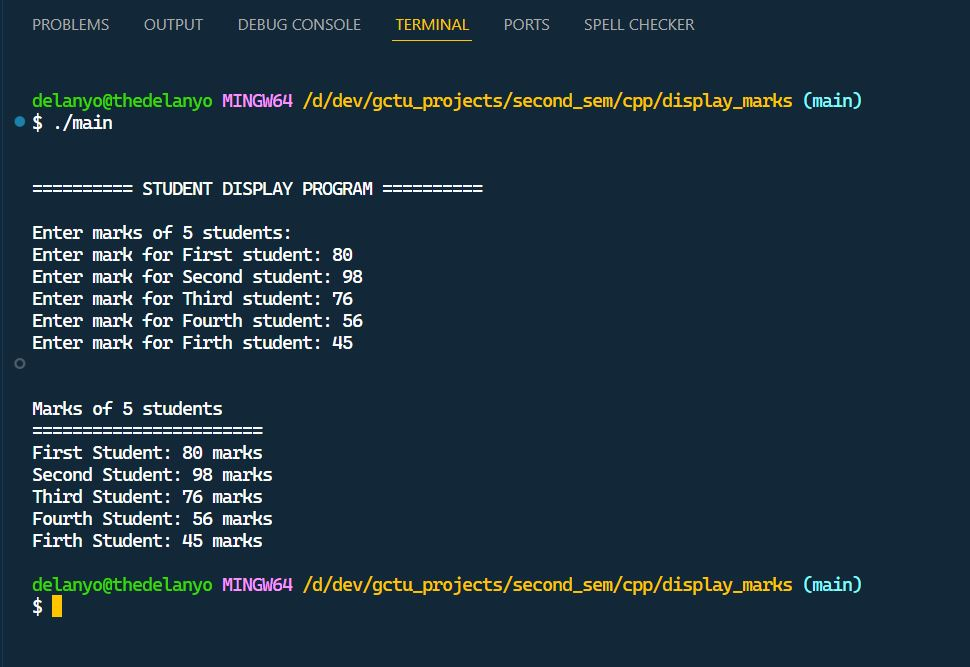 PROBLEMS OUTPUT DEBUG CONSOLE TERMINAL PORTS SPELL CHECKER
delanyo@thedelanyo MINGW64 /d/dev/gctu_projects/second_sem/cpp/display_marks (main)
$ ./main
========== STUDENT DISPLAY PROGRAM ==========
Enter marks of 5 students:
Enter mark for First student: 80
Enter mark for Second student: 98
Enter mark for Third student: 76
Enter mark for Fourth student: 56
Enter mark for Firth student: 45
Marks of 5 students
=======================
First Student: 80 marks
Second Student: 98 marks
Third Student: 76 marks
Fourth Student: 56 marks
Firth Student: 45 marks
delanyo@thedelanyo MINGW64 /d/dev/gctu_projects/second_sem/cpp/display_marks (main)
$